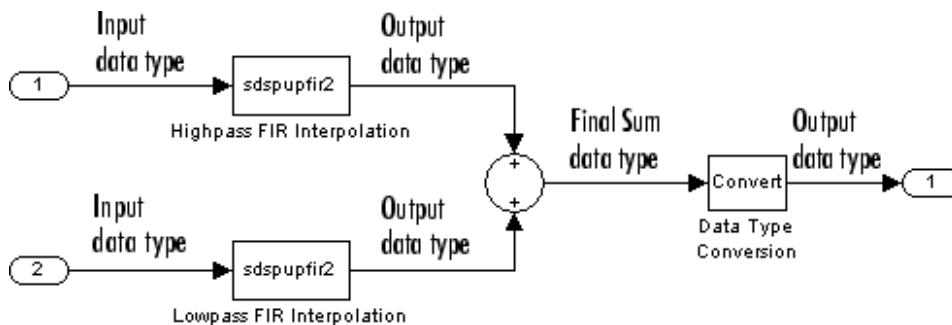 Input
data type
Output
data type
1
sdspupfir2
Highpass FIR Interpolation
+
+
Final Sum
data type
Convert
Data Type
Conversion
Output
data type
1
Input
data type
Output
data type
2
sdspupfir2
Lowpass FIR Interpolation